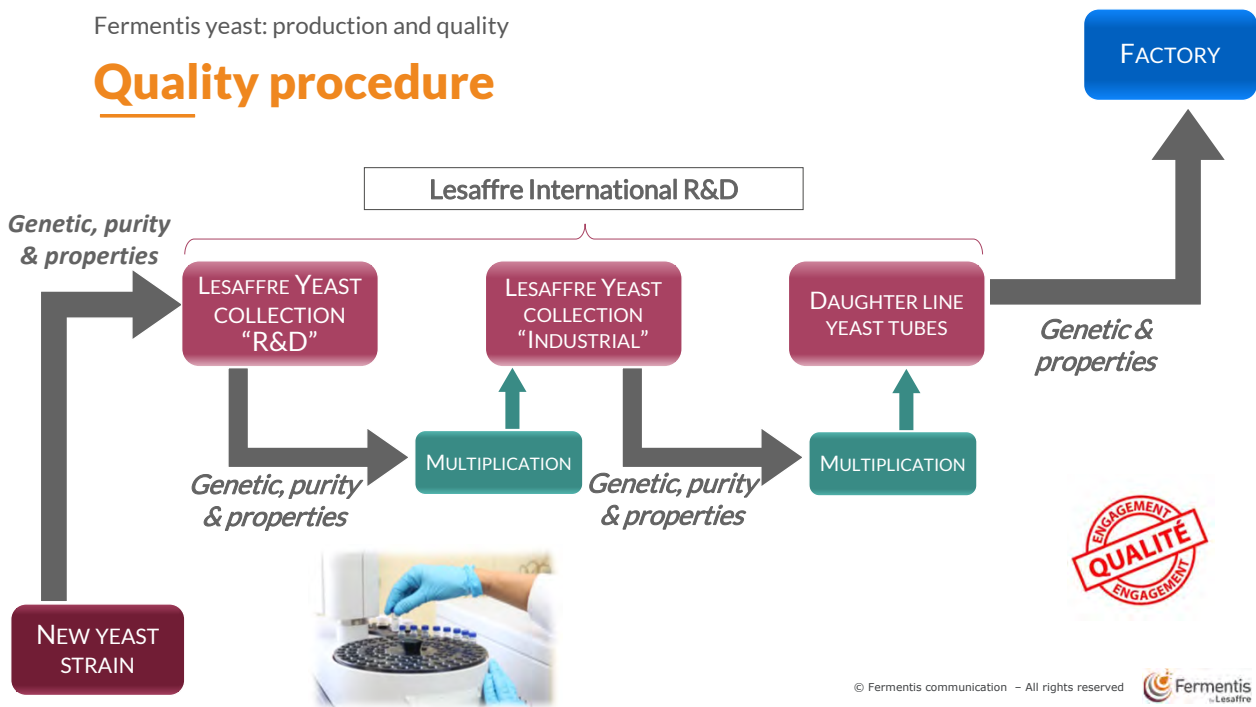 Fermentis yeast: production and quality
Quality procedure
FACTORY
Lesaffre International R&D
Genetic, purity
& properties
LESAFFRE YEAST
COLLECTION
“R&D”
LESAFFRE YEAST
COLLECTION
“INDUSTRIAL”
DAUGHTER LINE
YEAST TUBES
Genetic &
properties
MULTIPLICATION
MULTIPLICATION
Genetic, purity
& properties
Genetic, purity
& properties
ENGAGEMENT
QUALITÉ
ENGAGEMENT
NEW YEAST
STRAIN
© Fermentis communication – All rights reserved
Fermentis
by Lesaffre